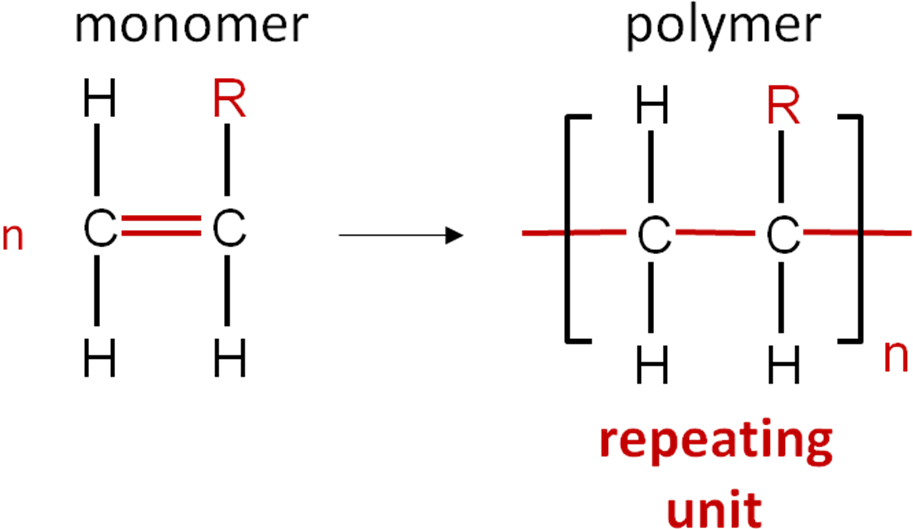 monomer polymer
H R H R
n C C C C
H H H H n
repeating
unit